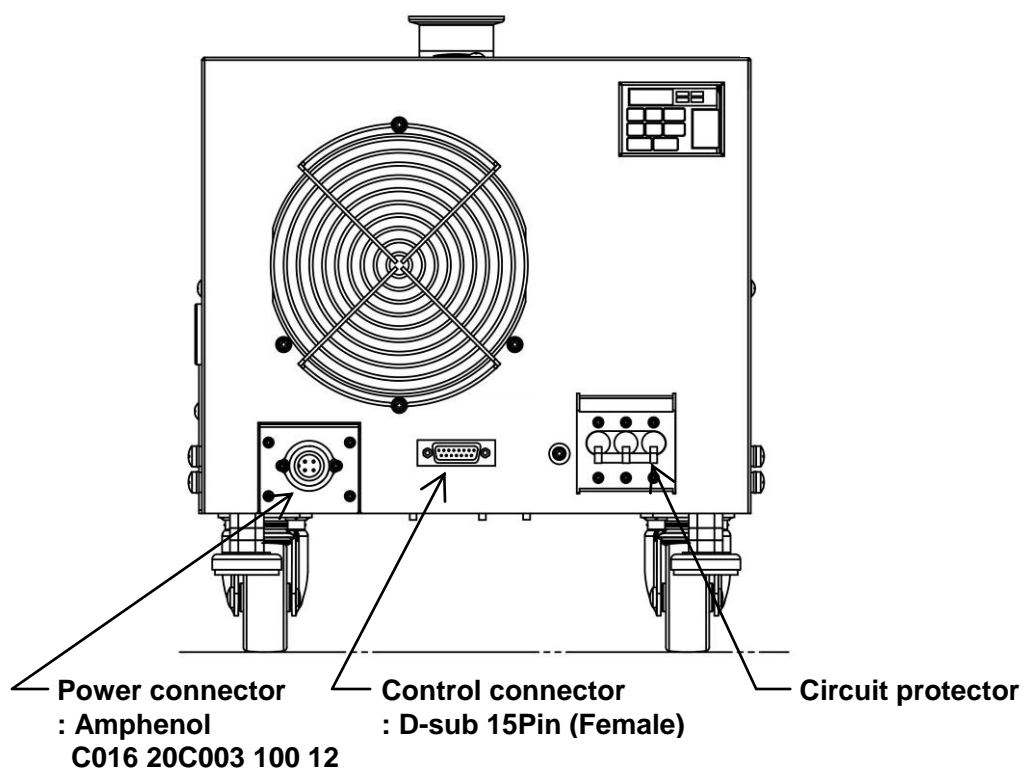 Power connector
: Amphenol
C016 20C003 100 12
Control connector
: D-sub 15Pin (Female)
Circuit protector